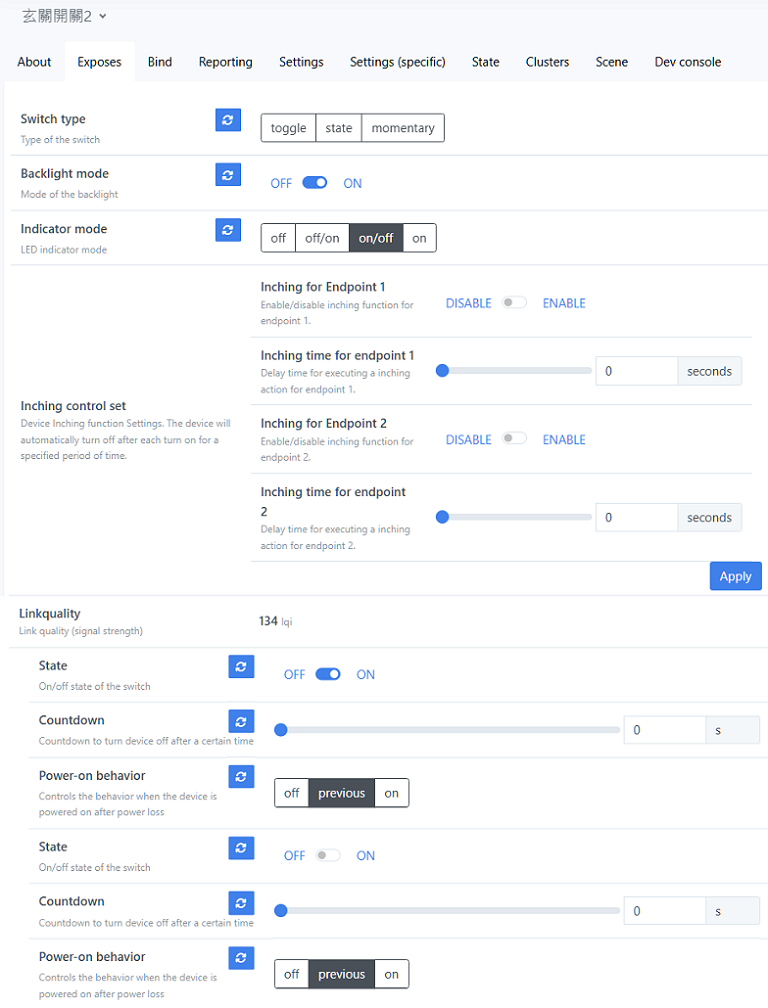 玄關開關2
About Exposes Bind Reporting Settings Settings (specific) State Clusters Scene Dev console
Switch type
Type of the switch
toggle state momentary
Backlight mode
Mode of the backlight
OFF ON
Indicator mode
LED indicator mode
off off/on on/off on
Inching control set
Device Inching function Settings. The device will
automatically turn off after each turn on for a
specified period of time.
Inching for Endpoint 1
Enable/disable inching function for
endpoint 1.
DISABLE ENABLE
Inching time for endpoint 1
Delay time for executing a inching
action for endpoint 1.
0 seconds
Inching for Endpoint 2
Enable/disable inching function for
endpoint 2.
DISABLE ENABLE
Inching time for endpoint
2
Delay time for executing a inching
action for endpoint 2.
0 seconds
Apply
Linkquality
Link quality (signal strength)
134 lqi
State
On/off state of the switch
OFF ON
Countdown
Countdown to turn device off after a certain time
0 s
Power-on behavior
Controls the behavior when the device is
powered on after power loss
off previous on
State
On/off state of the switch
OFF ON
Countdown
Countdown to turn device off after a certain time
0 s
Power-on behavior
Controls the behavior when the device is
powered on after power loss
off previous on